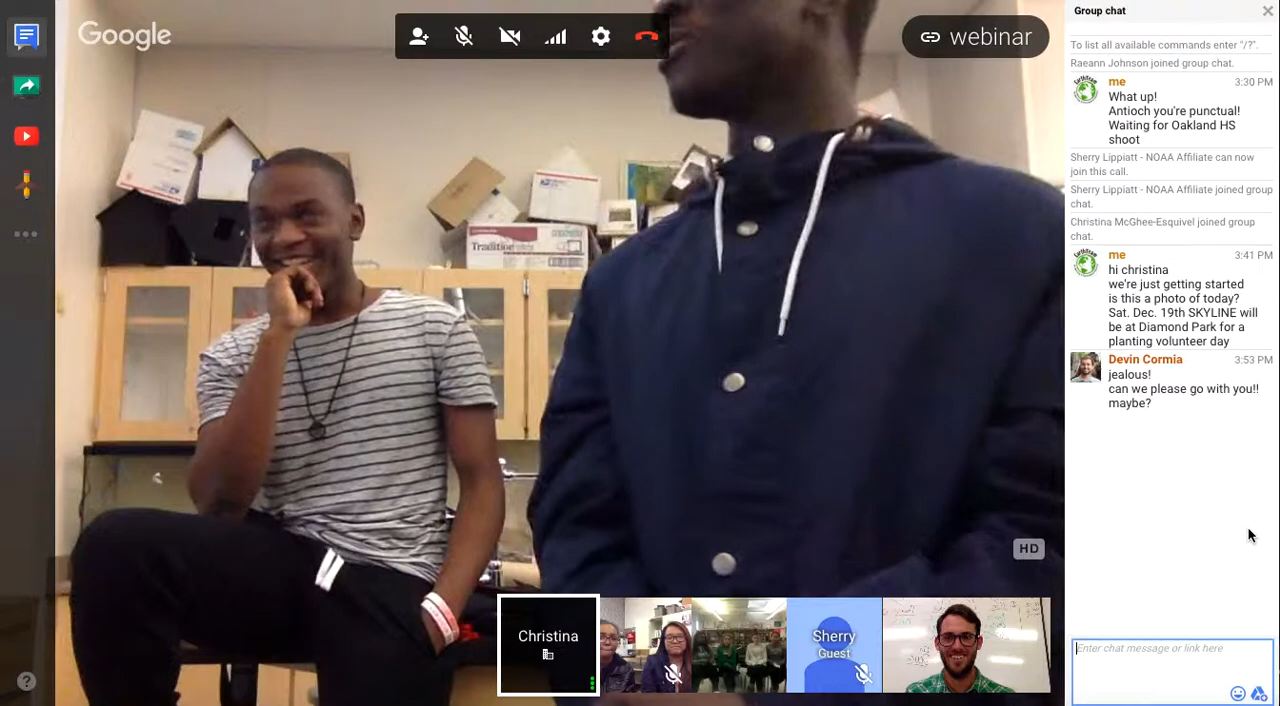 Google
webinar
Group chat
To list all available commands enter "/?".
Raeann Johnson joined group chat.
me 3:30 PM
What up!
Antioch you're punctual!
Waiting for Oakland HS
shoot
Sherry Lippiatt - NOAA Affiliate can now
join this call.
Sherry Lippiatt - NOAA Affiliate joined group
chat.
Christina McGhee-Esquivel joined group
chat.
me 3:41 PM
hi christina
we're just getting started
is this a photo of today?
Sat. Dec. 19th SKYLINE will
be at Diamond Park for a
planting volunteer day
Devin Cormia 3:53 PM
jealous!
can we please go with you!!
maybe?
Tradition
HD
Christina
Sherry
Guest
Enter chat message or link here